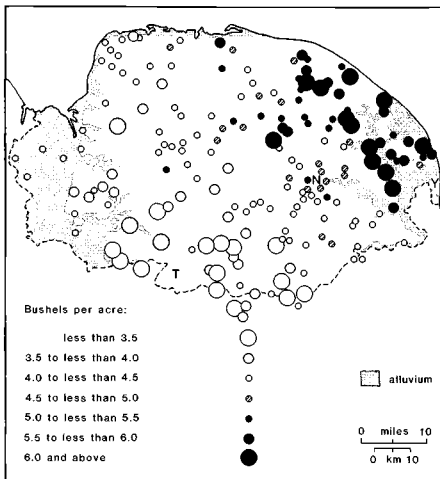 N
Y
T
Bushels per acre:
less than 3.5
3.5 to less than 4.0
4.0 to less than 4.5
4.5 to less than 5.0
5.0 to less than 5.5
5.5 to less than 6.0
6.0 and above
alluvium
0 miles 10
0 km 10